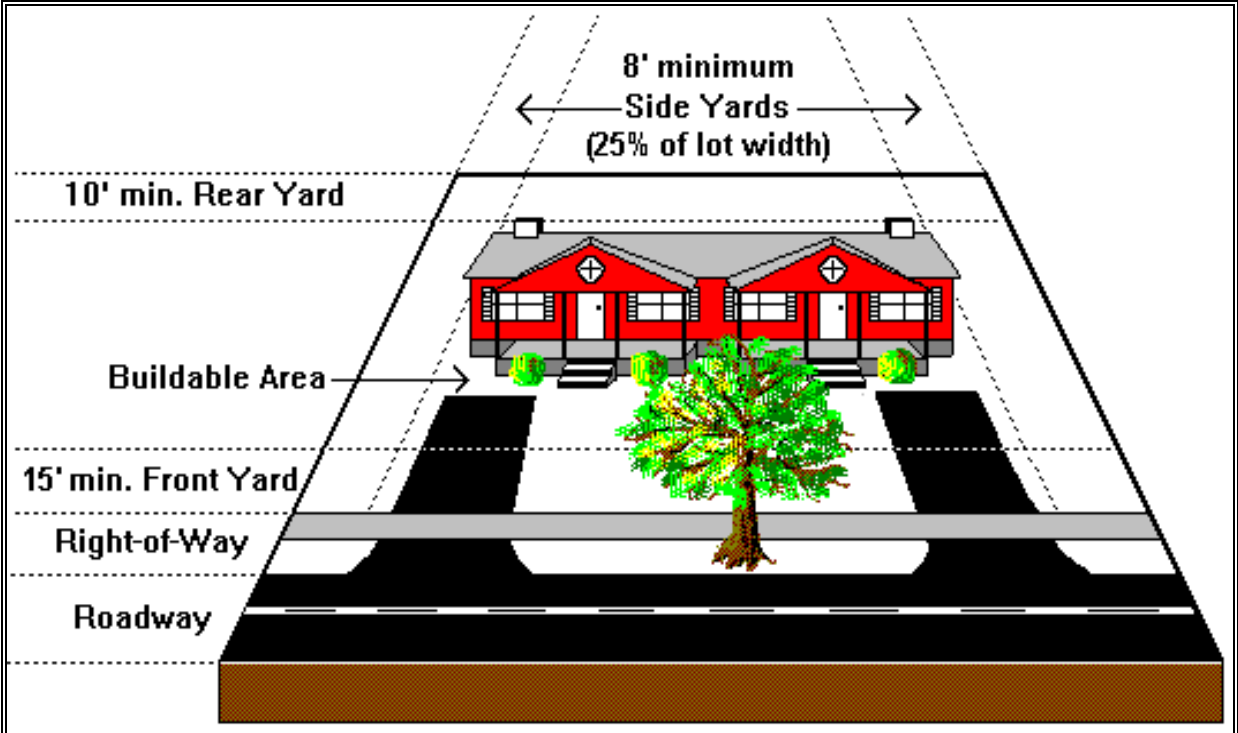 8' minimum
Side Yards
(25% of lot width)
10' min. Rear Yard
Buildable Area
15' min. Front Yard
Right-of-Way
Roadway